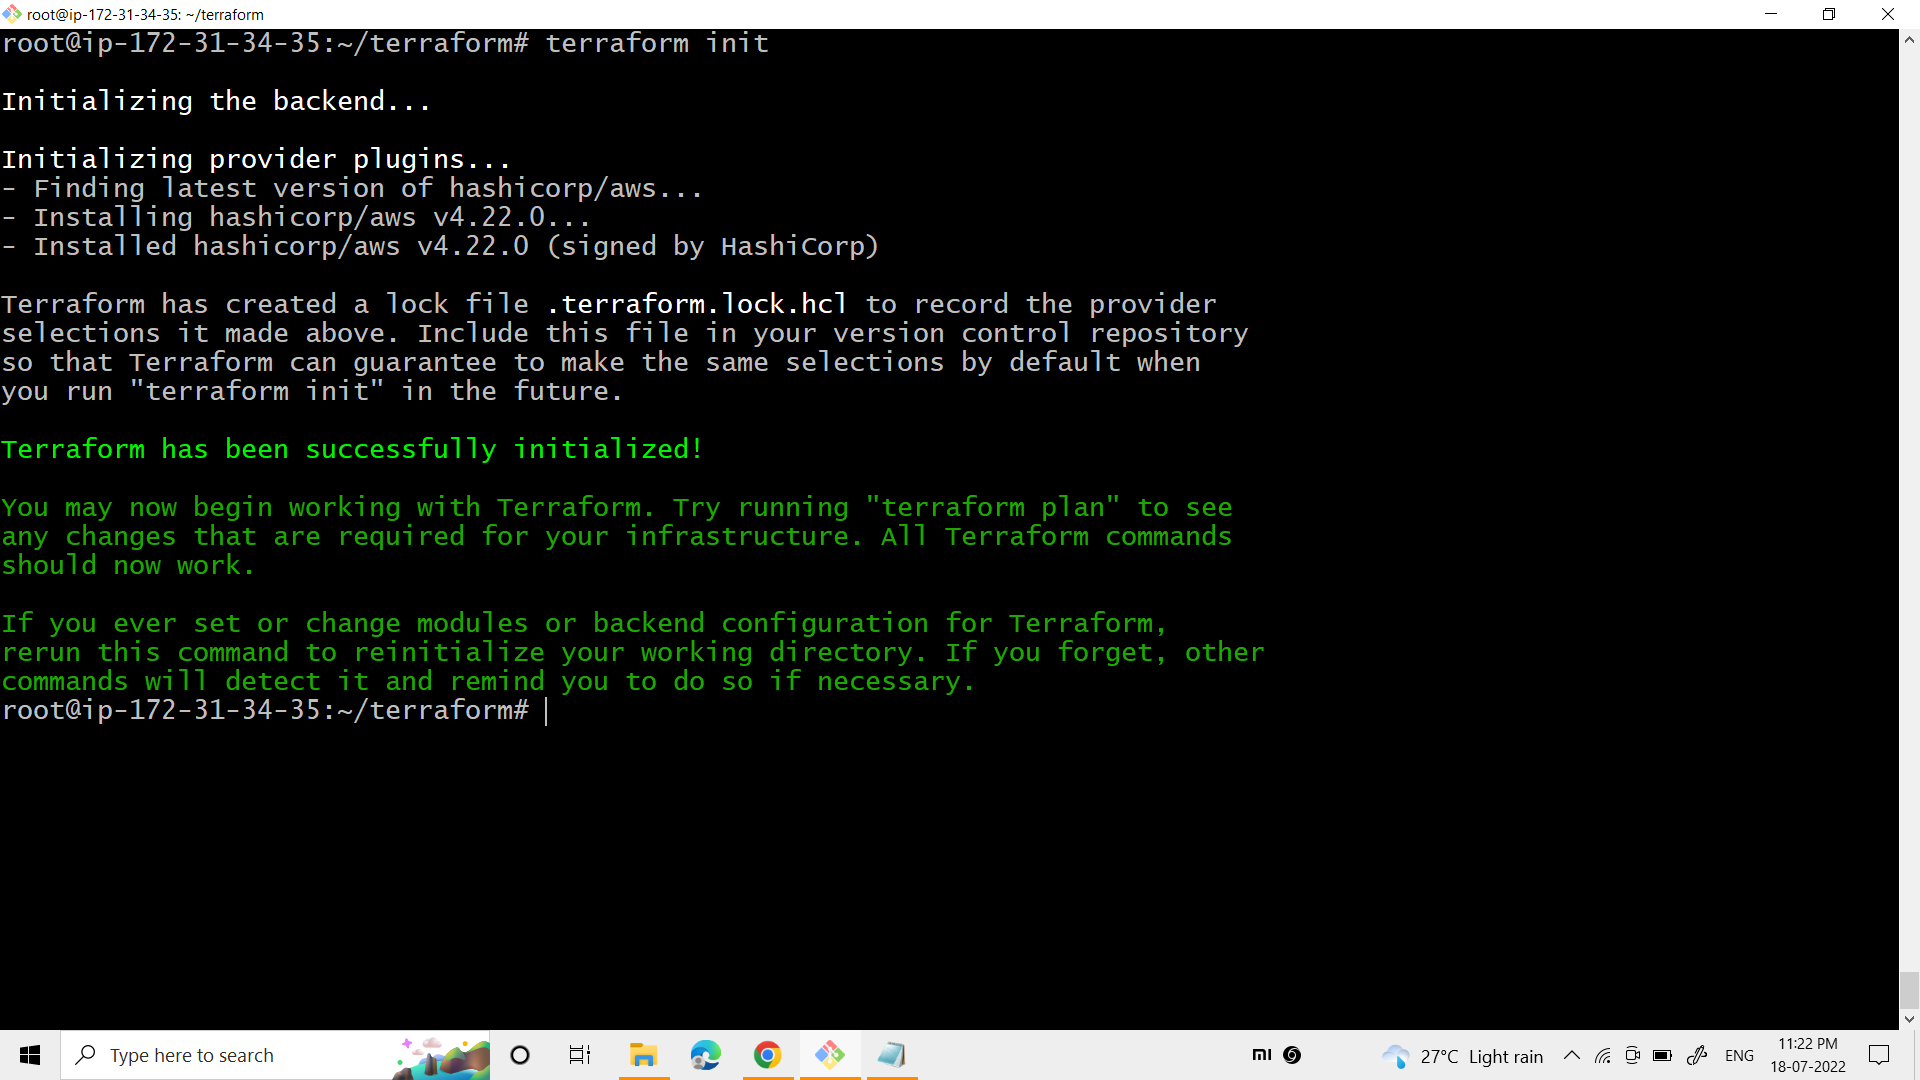 root@ip-172-31-34-35: ~/terraform
root@ip-172-31-34-35:~/terraform# terraform init
Initializing the backend...
Initializing provider plugins...
- Finding latest version of hashicorp/aws...
- Installing hashicorp/aws v4.22.0...
- Installed hashicorp/aws v4.22.0 (signed by HashiCorp)
Terraform has created a lock file .terraform.lock.hcl to record the provider
selections it made above. Include this file in your version control repository
so that Terraform can guarantee to make the same selections by default when
you run "terraform init" in the future.
Terraform has been successfully initialized!
You may now begin working with Terraform. Try running "terraform plan" to see
any changes that are required for your infrastructure. All Terraform commands
should now work.
If you ever set or change modules or backend configuration for Terraform,
rerun this command to reinitialize your working directory. If you forget, other
commands will detect it and remind you to do so if necessary.
root@ip-172-31-34-35:~/terraform#
Type here to search
mi
27°C Light rain
ENG
11:22 PM
18-07-2022